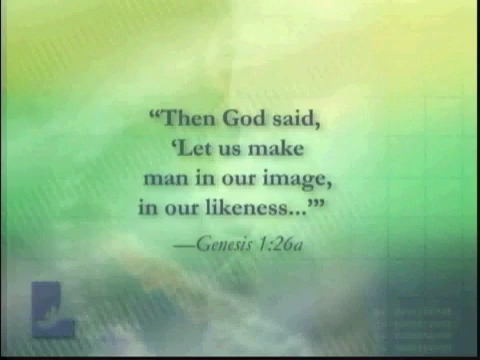 “Then God said,
‘Let us make
man in our image,
in our likeness...’”
—Genesis 1:26a